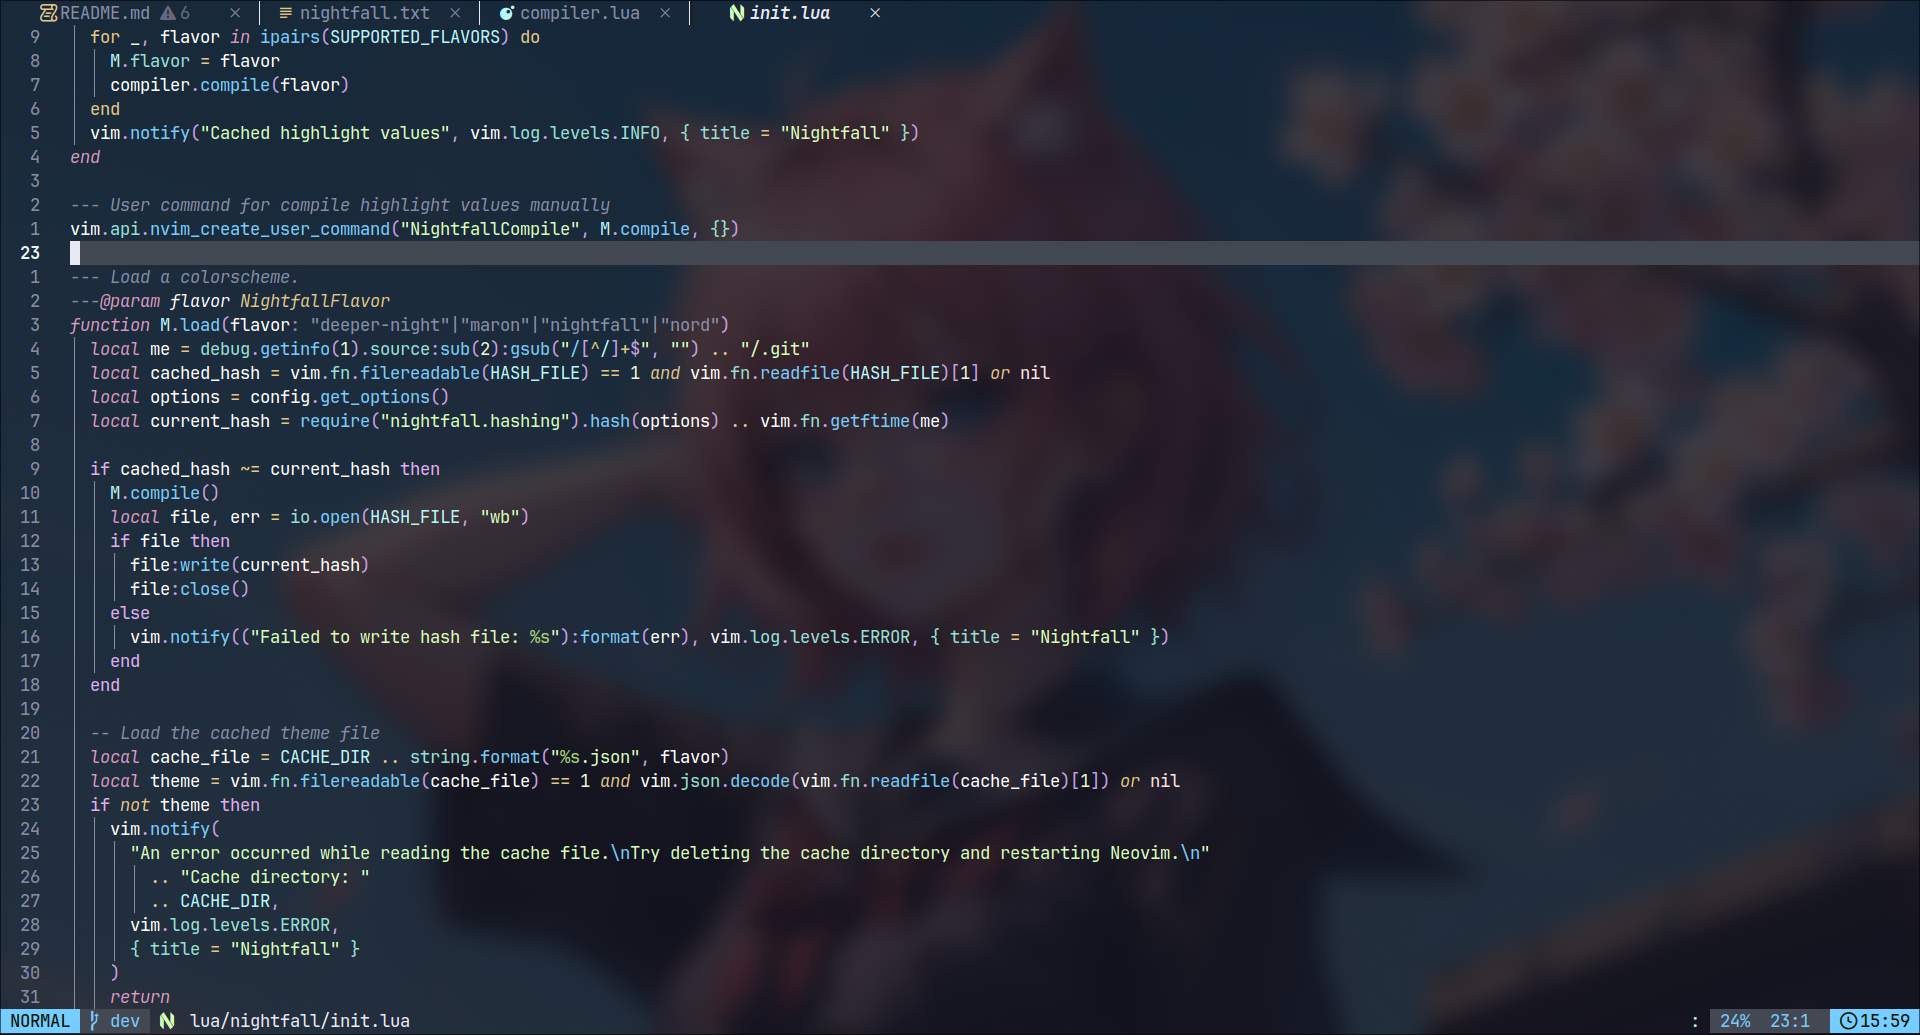 README.md 6 × nightfall.txt × compiler.lua × init.lua ×
9 for _, flavor in ipairs(SUPPORTED_FLAVORS) do
8 M.flavor = flavor
7 compiler.compile(flavor)
6 end
5 vim.notify("Cached highlight values", vim.log.levels.INFO, { title = "Nightfall" })
4 end
3
2 --- User command for compile highlight values manually
1 vim.api.nvim_create_user_command("NightfallCompile", M.compile, {})
23
1 --- Load a colorscheme.
2 ---@param flavor NightfallFlavor
3 function M.load(flavor: "deeper-night"|"maron"|"nightfall"|"nord")
4 local me = debug.getinfo(1).source:sub(2):gsub("/[^/]+$", "") .. "/.git"
5 local cached_hash = vim.fn.filereadable(HASH_FILE) == 1 and vim.fn.readfile(HASH_FILE)[1] or nil
6 local options = config.get_options()
7 local current_hash = require("nightfall.hashing").hash(options) .. vim.fn.getftime(me)
8
9 if cached_hash ~= current_hash then
10 M.compile()
11 local file, err = io.open(HASH_FILE, "wb")
12 if file then
13 file:write(current_hash)
14 file:close()
15 else
16 vim.notify(("Failed to write hash file: %s"):format(err), vim.log.levels.ERROR, { title = "Nightfall" })
17 end
18 end
19
20 -- Load the cached theme file
21 local cache_file = CACHE_DIR .. string.format("%s.json", flavor)
22 local theme = vim.fn.filereadable(cache_file) == 1 and vim.json.decode(vim.fn.readfile(cache_file)[1]) or nil
23 if not theme then
24 vim.notify(
25 "An error occurred while reading the cache file.\nTry deleting the cache directory and restarting Neovim.\n"
26 .. "Cache directory: "
27 .. CACHE_DIR,
28 vim.log.levels.ERROR,
29 { title = "Nightfall" }
30 )
31 return
NORMAL dev lua/nightfall/init.lua : 24% 23:1 15:59